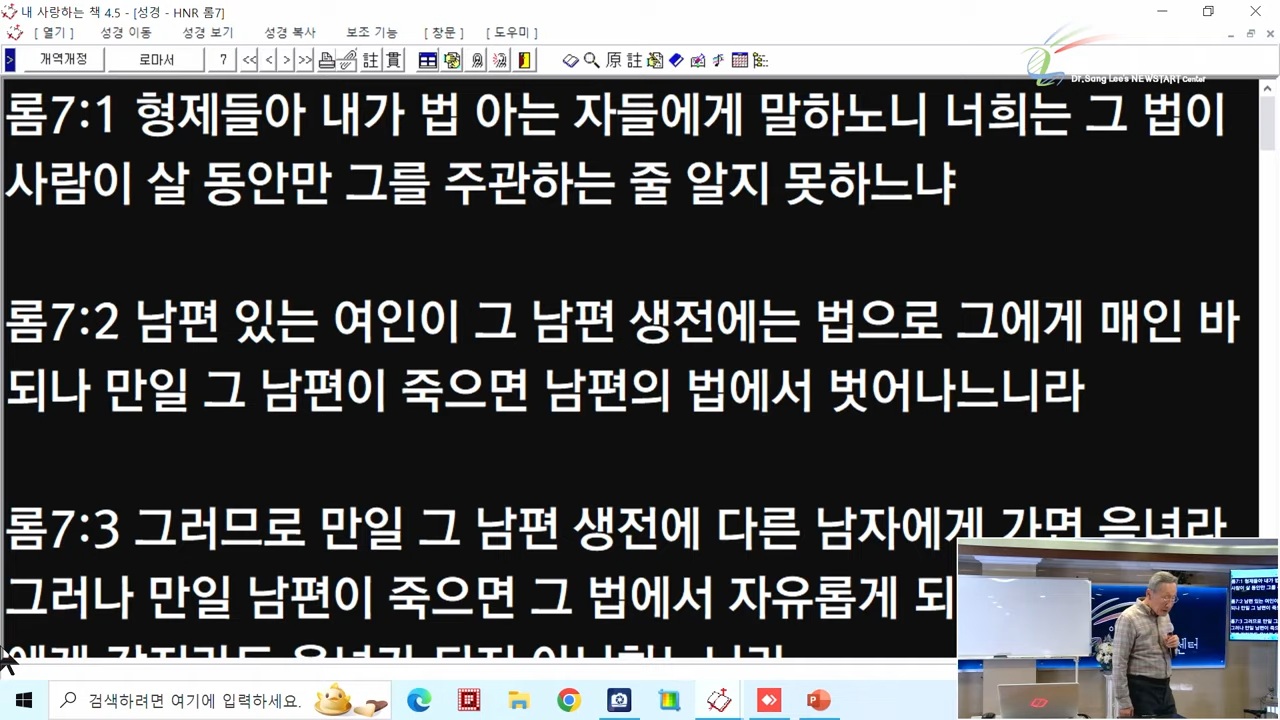 내 사랑하는 책 4.5 - [성경 - HNR 롬7]
[ 열기 ] 성경 이동 성경 보기 성경 복사 보조 기능 [ 창문 ] [ 도우미 ]
개역개정 로마서 7 << < > >> 註 貫 原 註
Dr.Sang Lee's NEWSTART Center
롬7:1 형제들아 내가 법 아는 자들에게 말하노니 너희는 그 법이
사람이 살 동안만 그를 주관하는 줄 알지 못하느냐
롬7:2 남편 있는 여인이 그 남편 생전에는 법으로 그에게 매인 바
되나 만일 그 남편이 죽으면 남편의 법에서 벗어나느니라
롬7:3 그러므로 만일 그 남편 생전에 다른 남자에게 가면 음녀라
그러나 만일 남편이 죽으면 그 법에서 자유롭게 되
검색하려면 여기에 입력하세요.